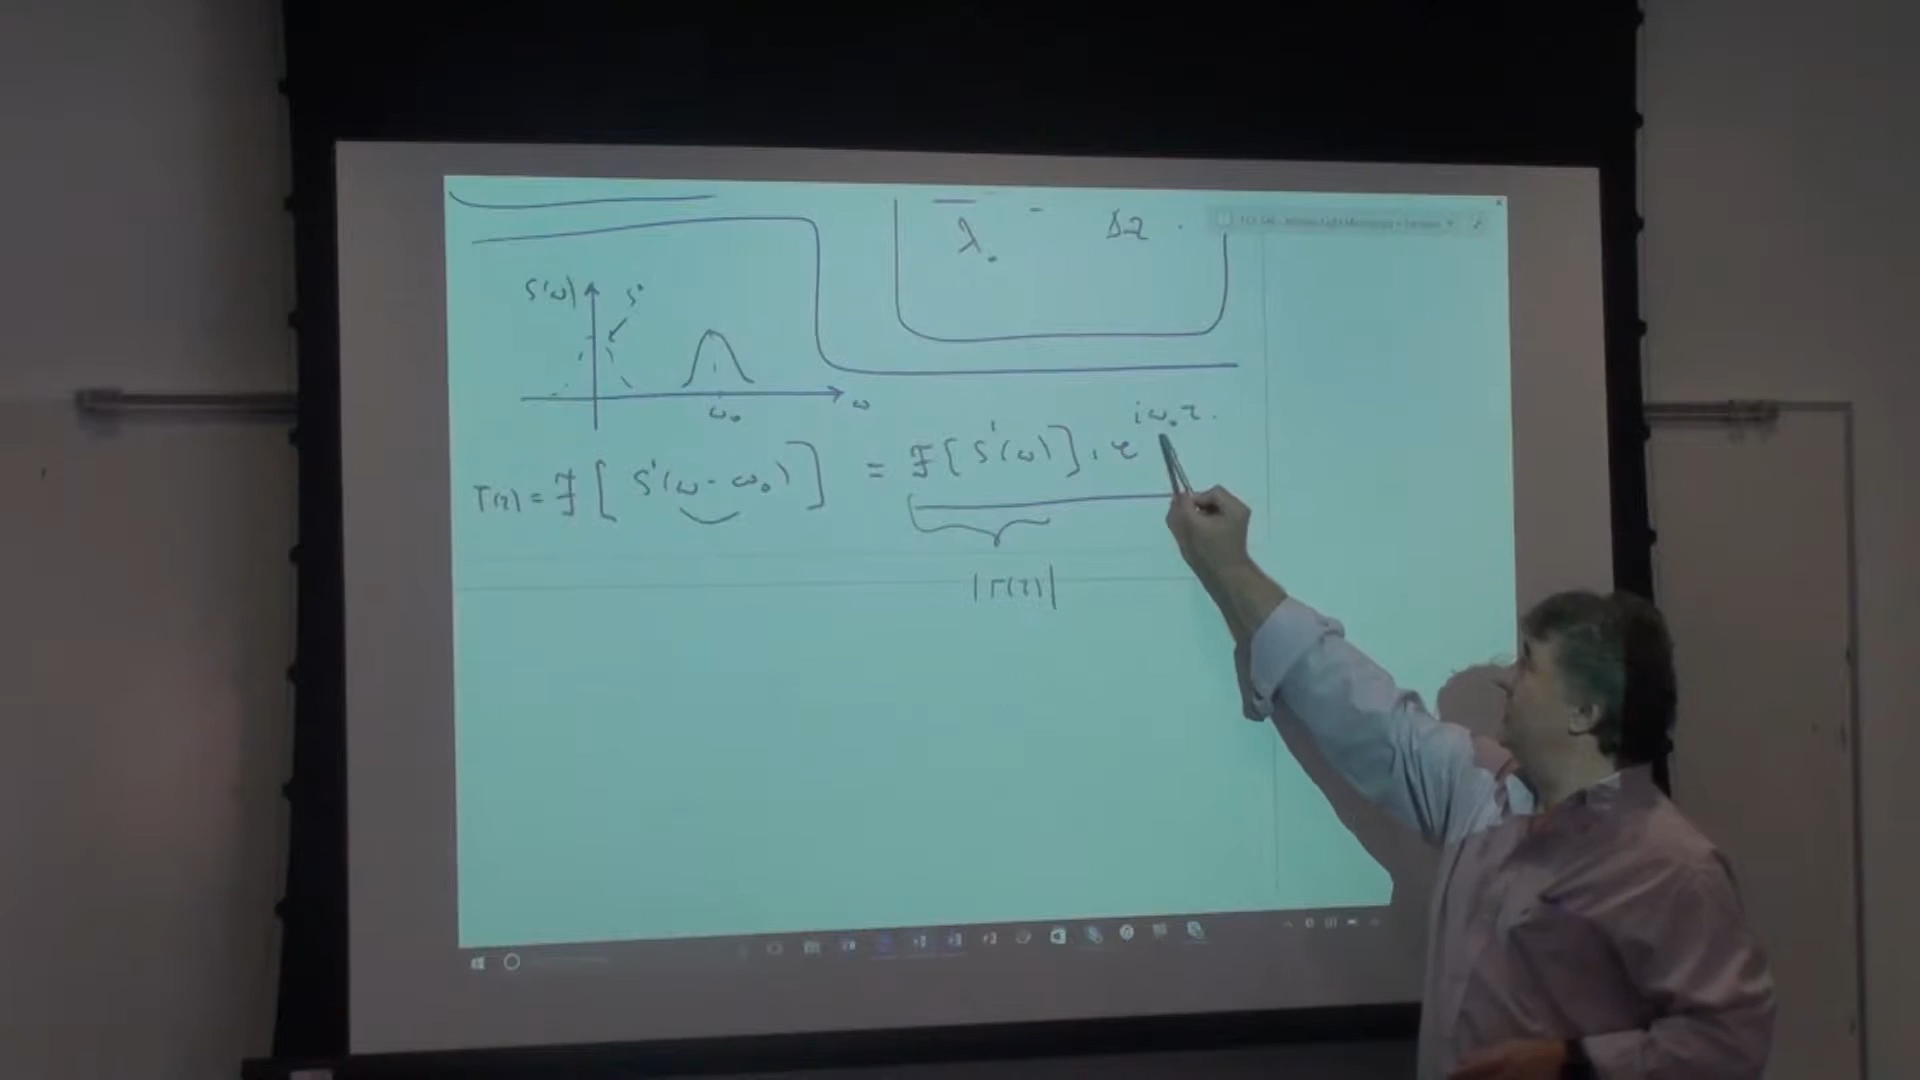 λ₀ - Δλ .
S(ω) S'
ω₀ ω
Γ(τ) = ℱ [ S'(ω - ω₀) ] = ℱ [ S'(ω) ] . e^{iω₀τ} .
|Γ(τ)|